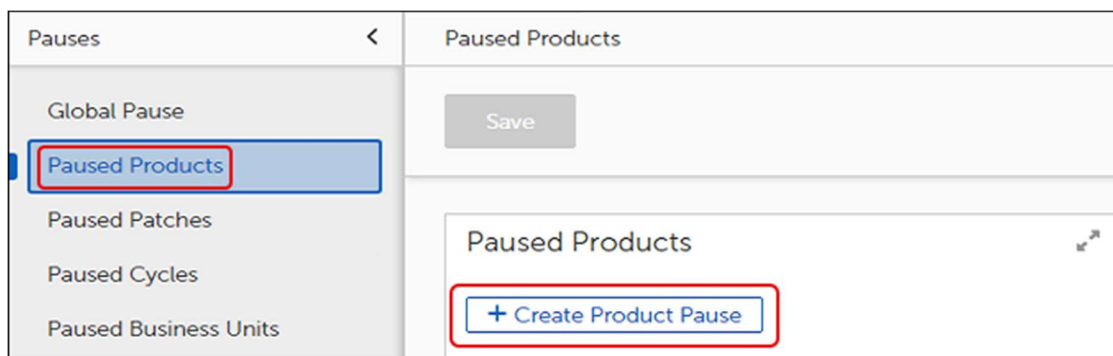 Pauses
Global Pause
Paused Products
Paused Patches
Paused Cycles
Paused Business Units
Paused Products
Save
Paused Products
+ Create Product Pause